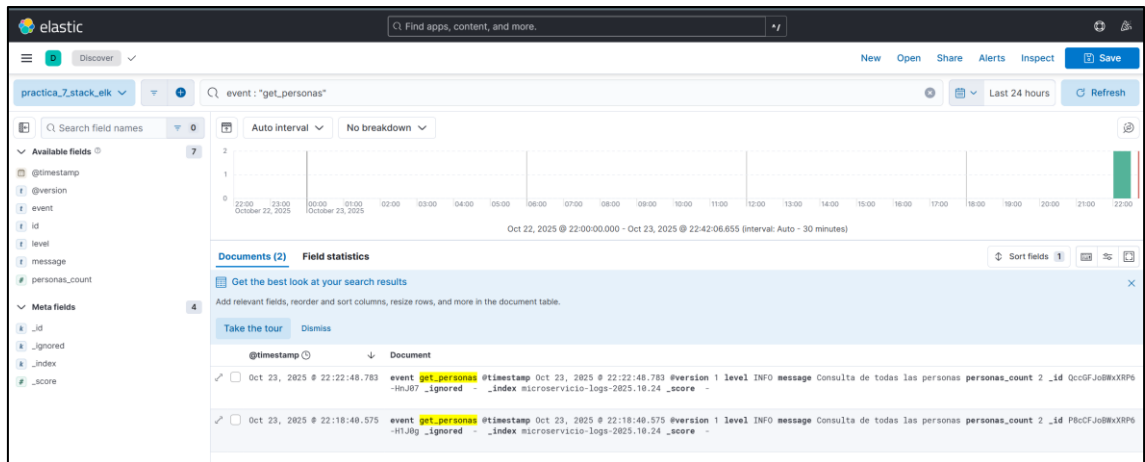 elastic
Find apps, content, and more.
^/
D Discover
New Open Share Alerts Inspect Save
practica_7_stack_elk
event : "get_personas"
Last 24 hours Refresh
Search field names 0
Auto interval No breakdown
Available fields 7
@timestamp
@version
event
id
level
message
personas_count
Meta fields 4
_id
_ignored
_index
_score
2
1
0
22:00 23:00 00:00 01:00 02:00 03:00 04:00 05:00 06:00 07:00 08:00 09:00 10:00 11:00 12:00 13:00 14:00 15:00 16:00 17:00 18:00 19:00 20:00 21:00 22:00
October 22, 2025 October 23, 2025
Oct 22, 2025 @ 22:00:00.000 - Oct 23, 2025 @ 22:42:06.655 (interval: Auto - 30 minutes)
Documents (2) Field statistics
Sort fields 1
Get the best look at your search results
Add relevant fields, reorder and sort columns, resize rows, and more in the document table.
Take the tour Dismiss
@timestamp Document
Oct 23, 2025 @ 22:22:48.783 event get_personas @timestamp Oct 23, 2025 @ 22:22:48.783 @version 1 level INFO message Consulta de todas las personas personas_count 2 _id QccGFJoBWxXRP6
-HnJ07 _ignored - _index microservicio-logs-2025.10.24 _score -
Oct 23, 2025 @ 22:18:40.575 event get_personas @timestamp Oct 23, 2025 @ 22:18:40.575 @version 1 level INFO message Consulta de todas las personas personas_count 2 _id P8cCFJoBWxXRP6
-H1J0g _ignored - _index microservicio-logs-2025.10.24 _score -